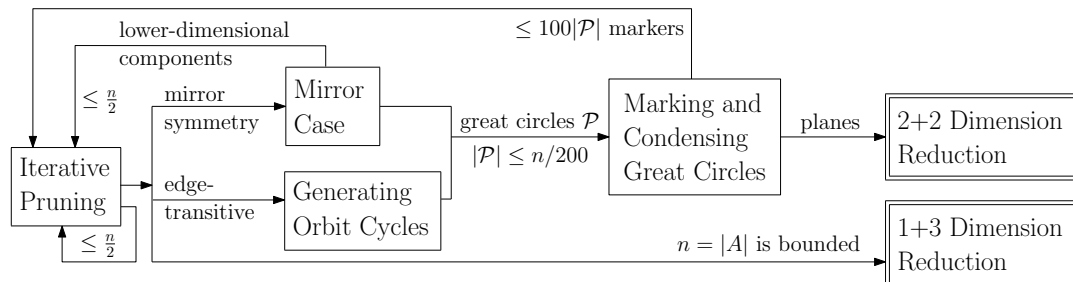 ≤ 100|𝒫| markers
lower-dimensional
components
≤ n/2
mirror
symmetry
Mirror
Case
great circles 𝒫
|𝒫| ≤ n/200
Marking and
Condensing
Great Circles
planes
2+2 Dimension
Reduction
Iterative
Pruning
≤ n/2
edge-
transitive
Generating
Orbit Cycles
n = |A| is bounded
1+3 Dimension
Reduction